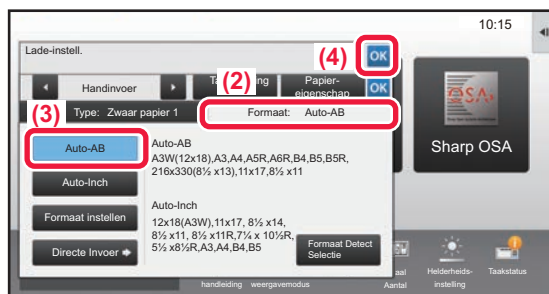 10:15
Lade-instell.
(4)
OK
Handinvoer
(2)
Papier-
eigenschap
OK
(3)
Type: Zwaar papier 1
Formaat: Auto-AB
Auto-AB
Auto-AB
A3W(12x18),A3,A4,A5R,A6R,B4,B5,B5R,
216x330(8½ x13),11x17,8½ x11
Auto-Inch
Auto-Inch
12x18(A3W),11x17, 8½ x14,
8½ x11, 8½ x11R,7¼ x 10½R,
5½ x8½R,A3,A4,B4,B5
Formaat instellen
Directe Invoer
Formaat Detect
Selectie
Sharp OSA
handleiding
weergavemodus
Aantal
Helderheids-
instelling
Taakstatus